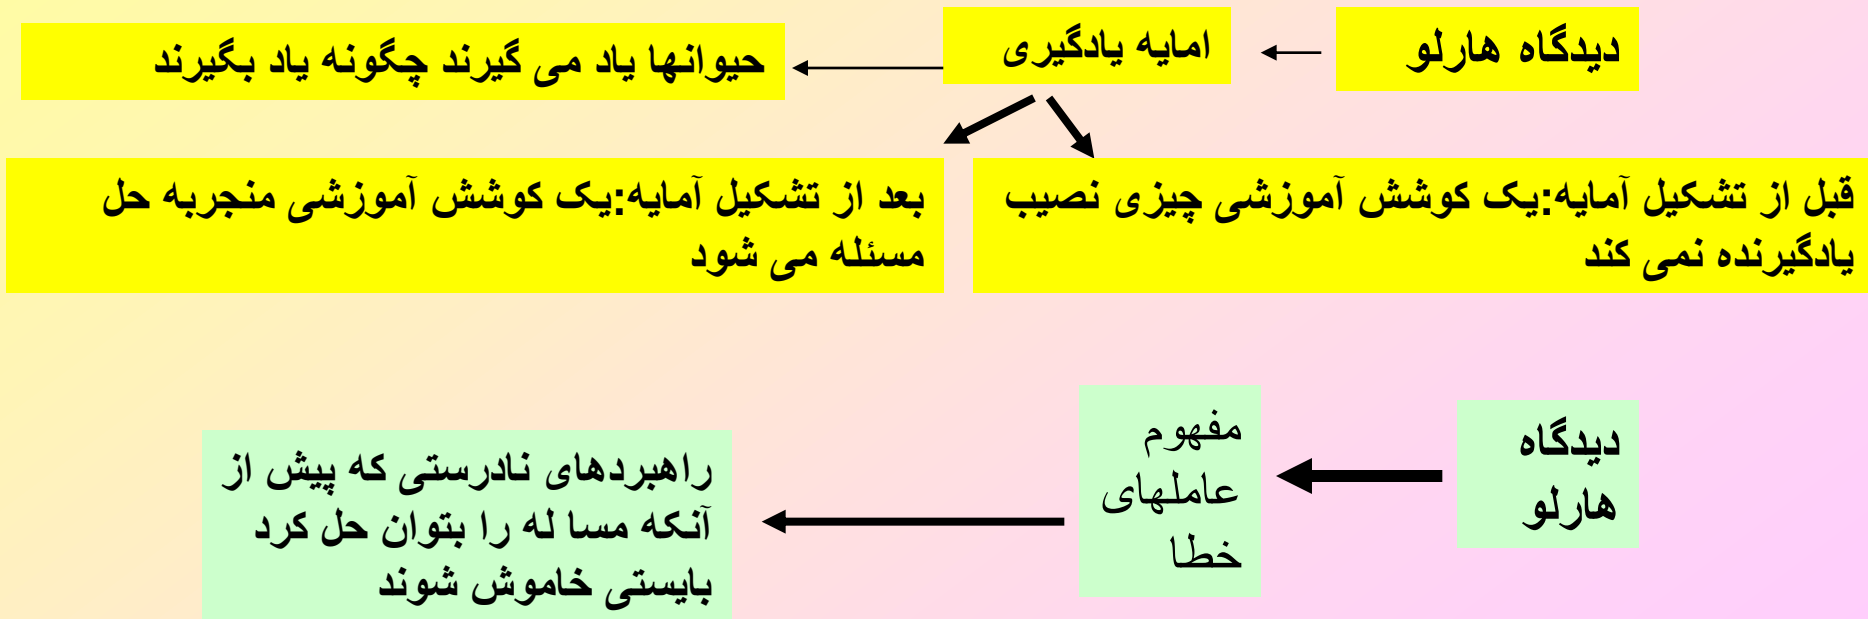 دیدگاه هارلو
امایه یادگیری
حیوانها یاد می گیرند چگونه یاد بگیرند
قبل از تشکیل آمایه:یک کوشش آموزشی چیزی نصیب
یادگیرنده نمی کند
بعد از تشکیل آمایه:یک کوشش آموزشی منجربه حل
مسئله می شود
دیدگاه
هارلو
مفهوم
عاملهای
خطا
راهبردهای نادرستی که پیش از
آنکه مسا له را بتوان حل کرد
بایستی خاموش شوند